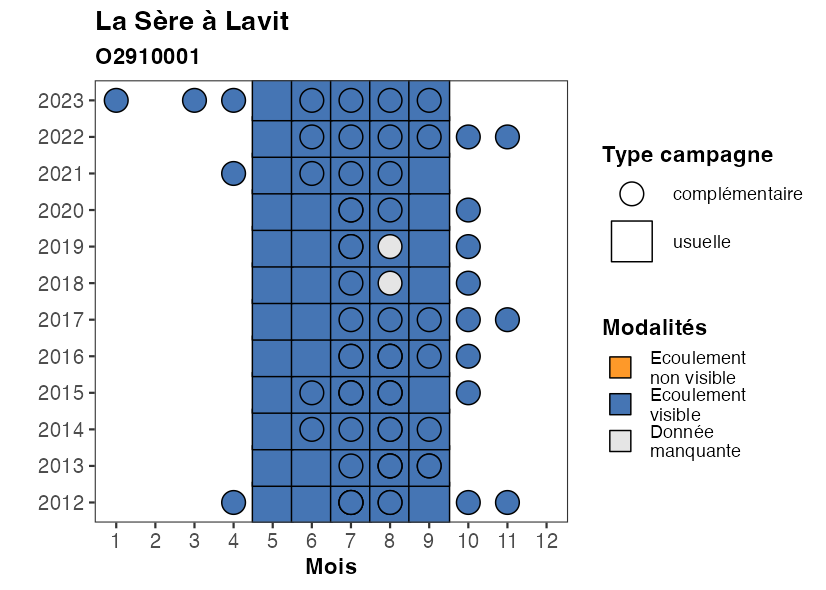 La Sère à Lavit
O2910001
2023
2022
2021
2020
2019
2018
2017
2016
2015
2014
2013
2012
1 2 3 4 5 6 7 8 9 10 11 12
Mois
Type campagne
complémentaire
usuelle
Modalités
Ecoulement
non visible
Ecoulement
visible
Donnée
manquante